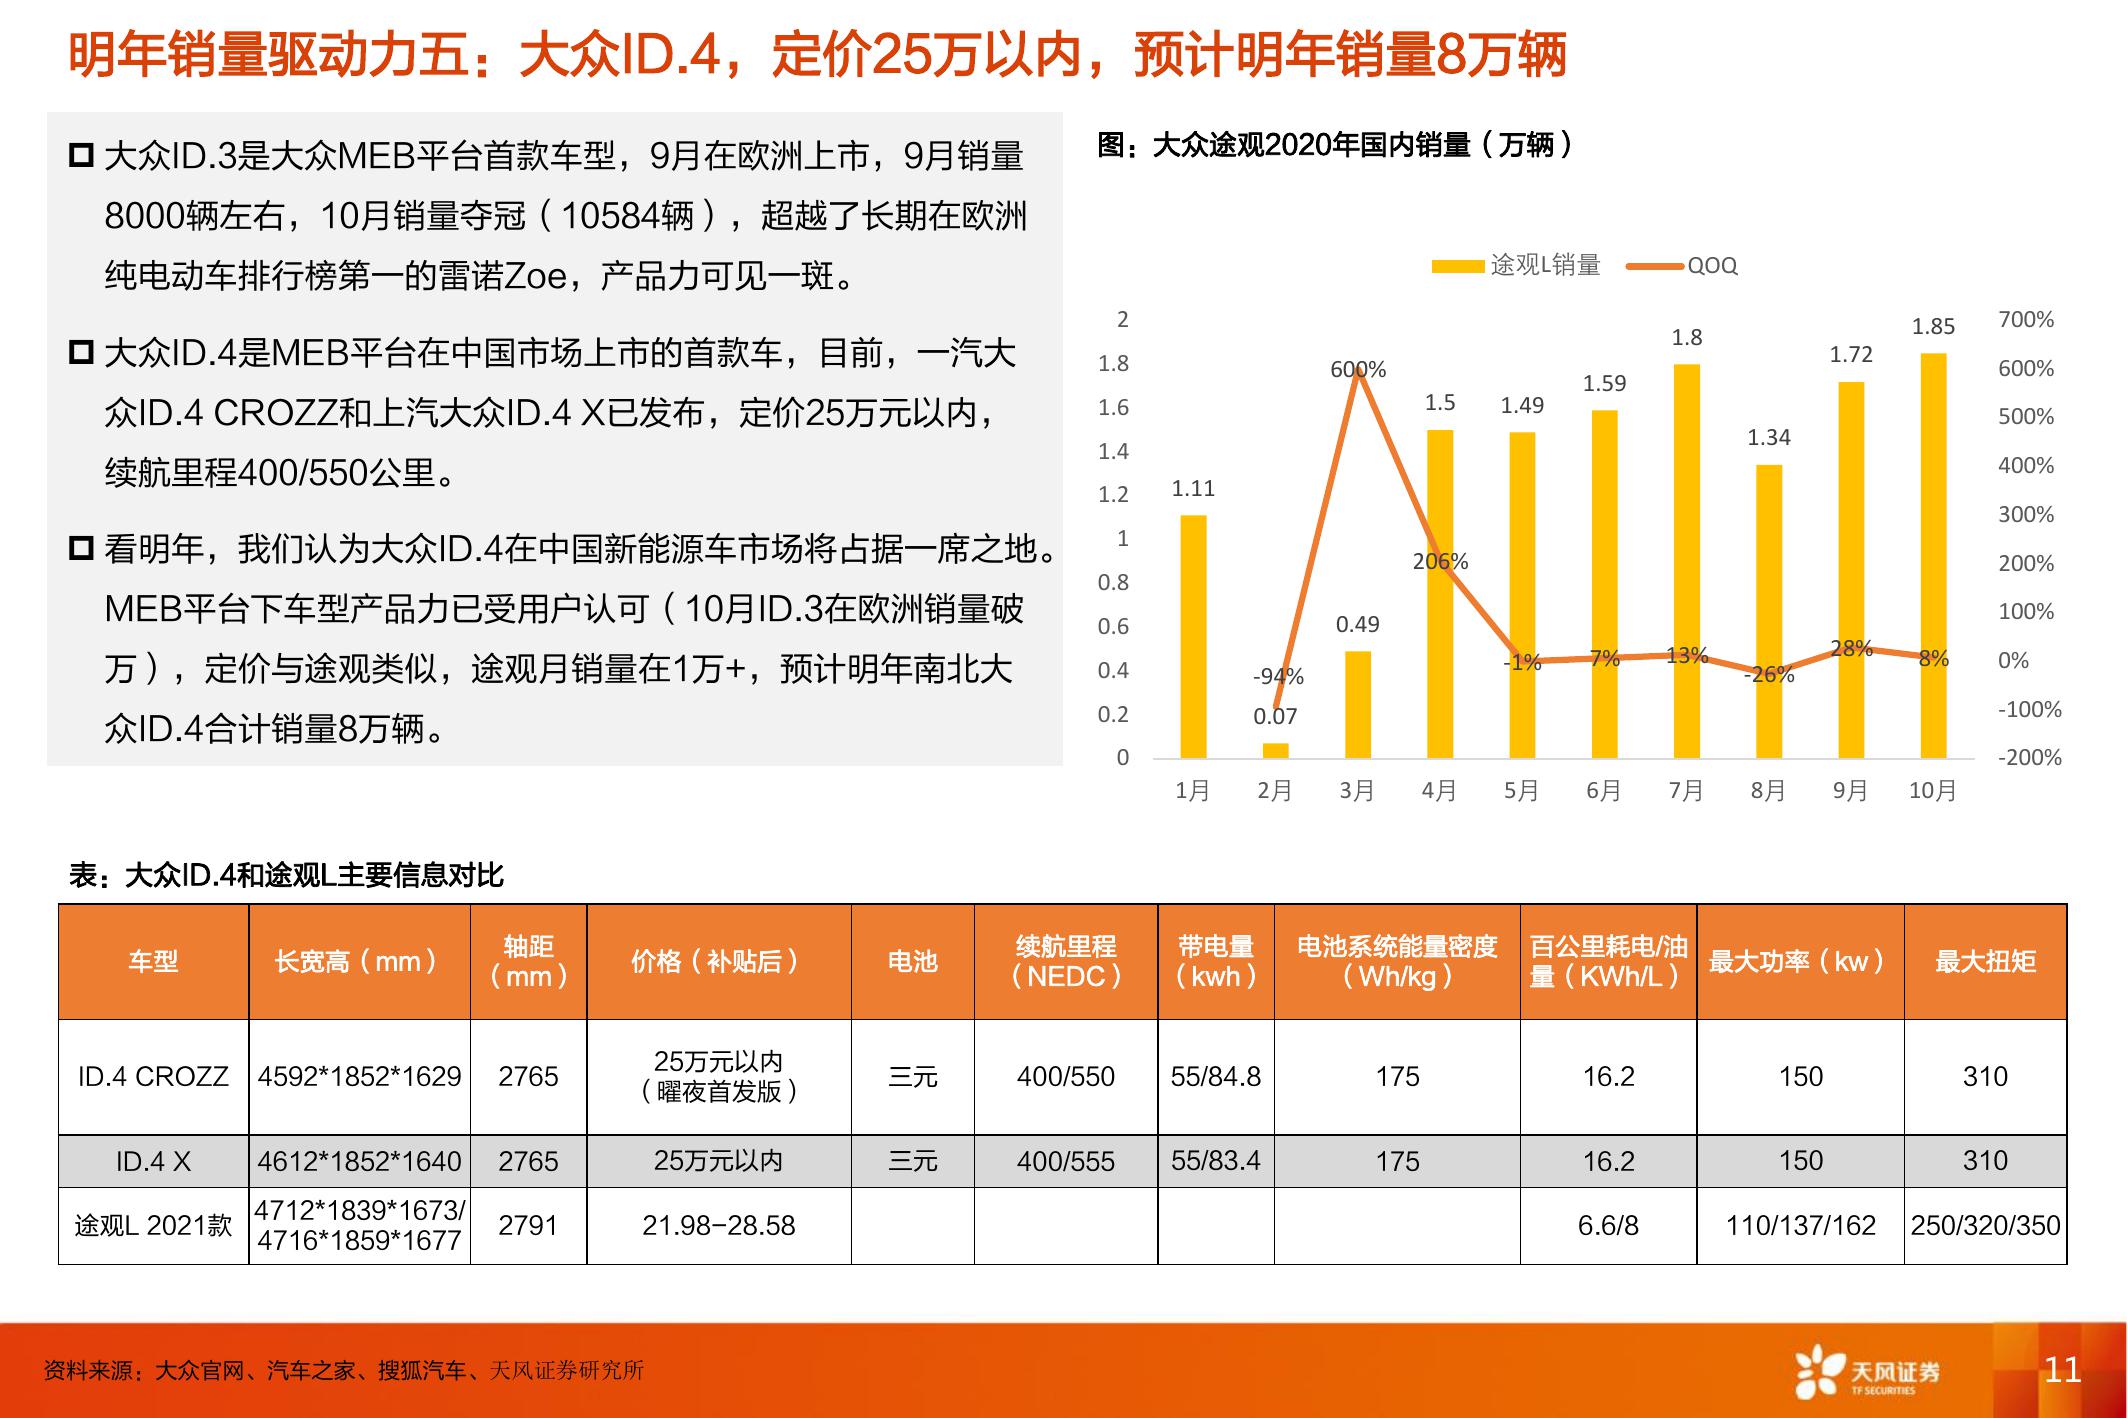 明年销量驱动力五：大众ID.4，定价25万以内，预计明年销量8万辆
大众ID.3是大众MEB平台首款车型，9月在欧洲上市，9月销量
8000辆左右，10月销量夺冠（10584辆），超越了长期在欧洲
纯电动车排行榜第一的雷诺Zoe，产品力可见一斑。
大众ID.4是MEB平台在中国市场上市的首款车，目前，一汽大
众ID.4 CROZZ和上汽大众ID.4 X已发布，定价25万元以内，
续航里程400/550公里。
看明年，我们认为大众ID.4在中国新能源车市场将占据一席之地。
MEB平台下车型产品力已受用户认可（10月ID.3在欧洲销量破
万），定价与途观类似，途观月销量在1万+，预计明年南北大
众ID.4合计销量8万辆。
图：大众途观2020年国内销量（万辆）
途观L销量 QOQ
2
1.8
1.6
1.4
1.2
1
0.8
0.6
0.4
0.2
0
1.11
0.07
0.49
1.5
1.49
1.59
1.8
1.34
1.72
1.85
-94%
600%
206%
-1%
7%
13%
-26%
28%
8%
700%
600%
500%
400%
300%
200%
100%
0%
-100%
-200%
1月 2月 3月 4月 5月 6月 7月 8月 9月 10月
表：大众ID.4和途观L主要信息对比
车型
长宽高（mm）
轴距
（mm）
价格（补贴后）
电池
续航里程
（NEDC）
带电量
（kwh）
电池系统能量密度
（Wh/kg）
百公里耗电/油
量（KWh/L）
最大功率（kw）
最大扭矩
ID.4 CROZZ
4592*1852*1629
2765
25万元以内
（曜夜首发版）
三元
400/550
55/84.8
175
16.2
150
310
ID.4 X
4612*1852*1640
2765
25万元以内
三元
400/555
55/83.4
175
16.2
150
310
途观L 2021款
4712*1839*1673/
4716*1859*1677
2791
21.98-28.58
6.6/8
110/137/162
250/320/350
资料来源：大众官网、汽车之家、搜狐汽车、天风证券研究所
天风证券
TF SECURITIES
11